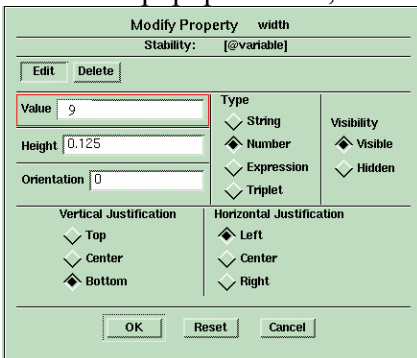 Modify Property width
Stability: [@variable]
Edit Delete
Value 9
Height 0.125
Orientation 0
Type
String
Number
Expression
Triplet
Visibility
Visible
Hidden
Vertical Justification
Top
Center
Bottom
Horizontal Justification
Left
Center
Right
OK Reset Cancel